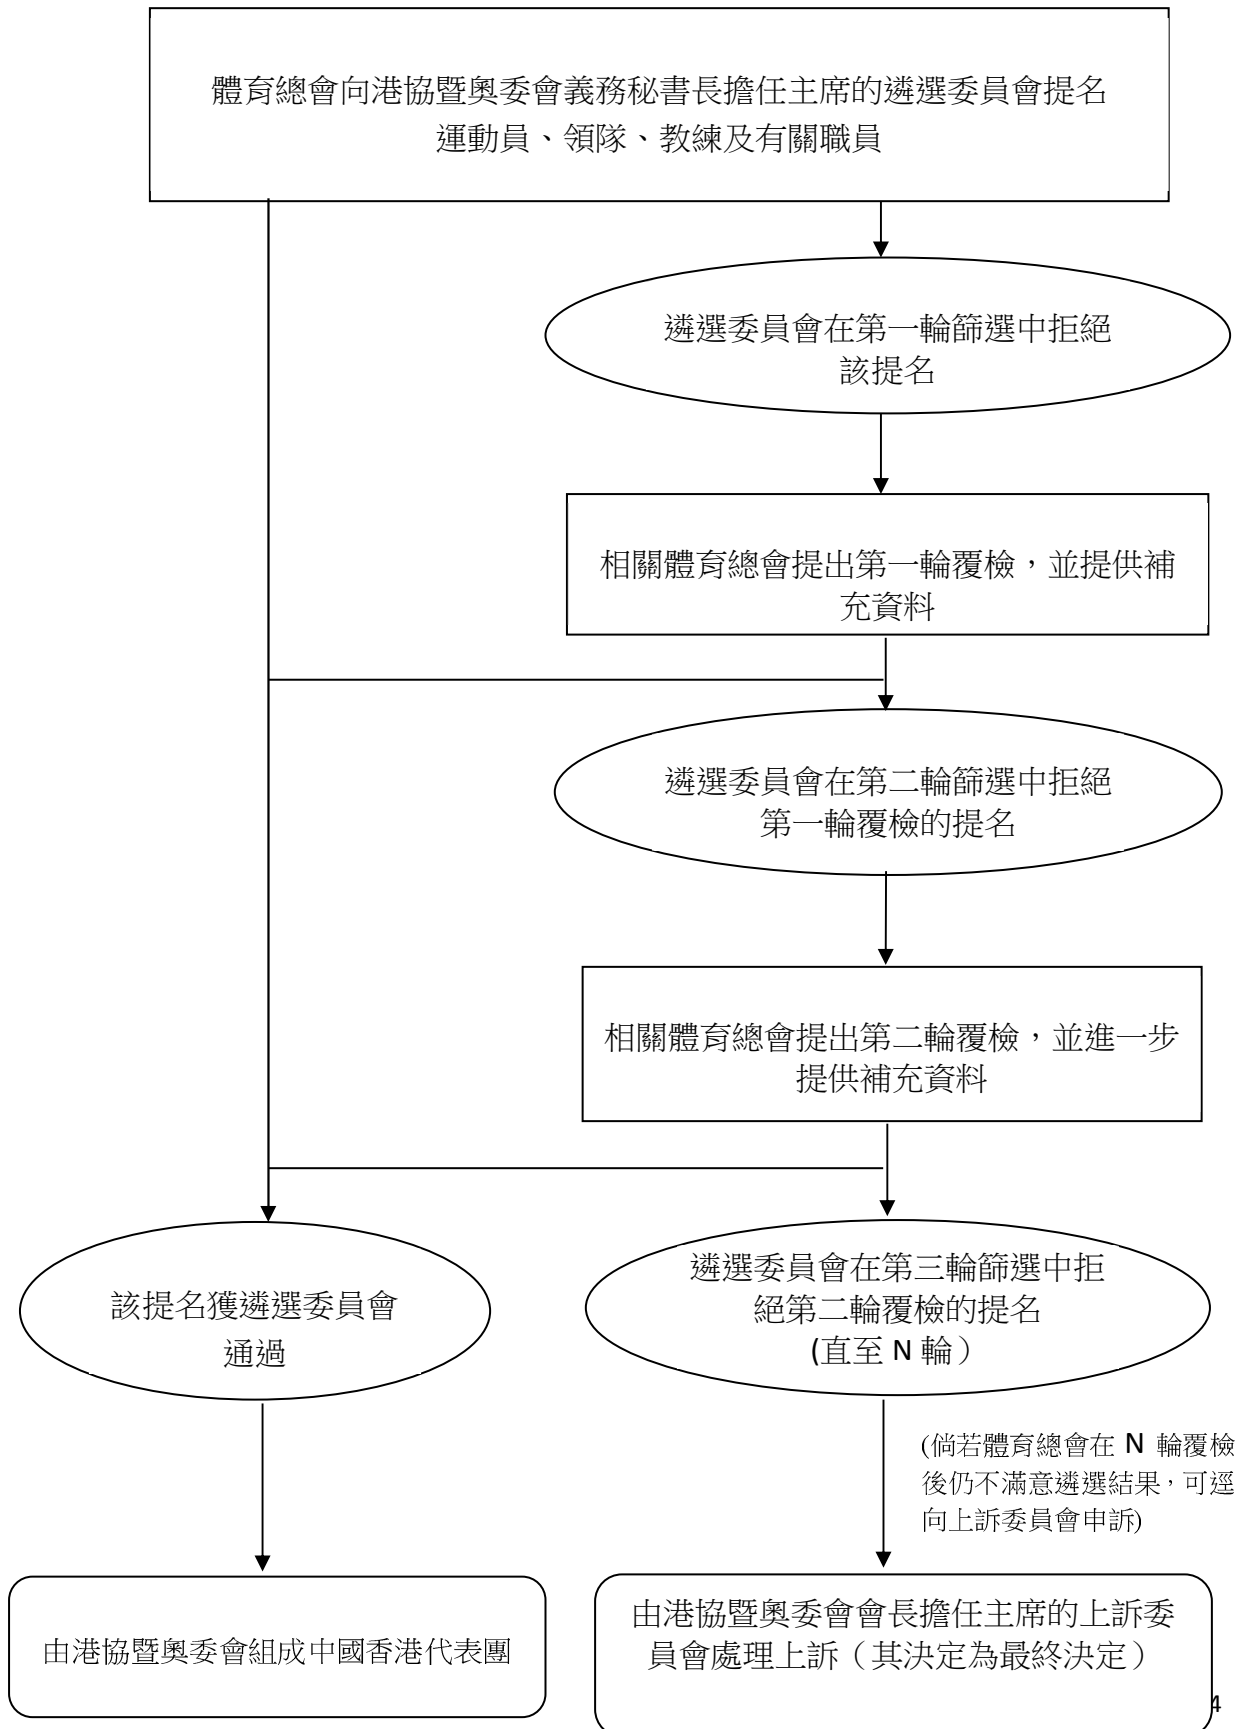 體育總會向港協暨奧委會義務秘書長擔任主席的遴選委員會提名
運動員、領隊、教練及有關職員
遴選委員會在第一輪篩選中拒絕
該提名
相關體育總會提出第一輪覆檢，並提供補
充資料
遴選委員會在第二輪篩選中拒絕
第一輪覆檢的提名
相關體育總會提出第二輪覆檢，並進一步
提供補充資料
該提名獲遴選委員會
通過
遴選委員會在第三輪篩選中拒
絕第二輪覆檢的提名
(直至 N 輪）
(倘若體育總會在 N 輪覆檢
後仍不滿意遴選結果，可逕
向上訴委員會申訴)
由港協暨奧委會組成中國香港代表團
由港協暨奧委會會長擔任主席的上訴委
員會處理上訴（其決定為最終決定）
4